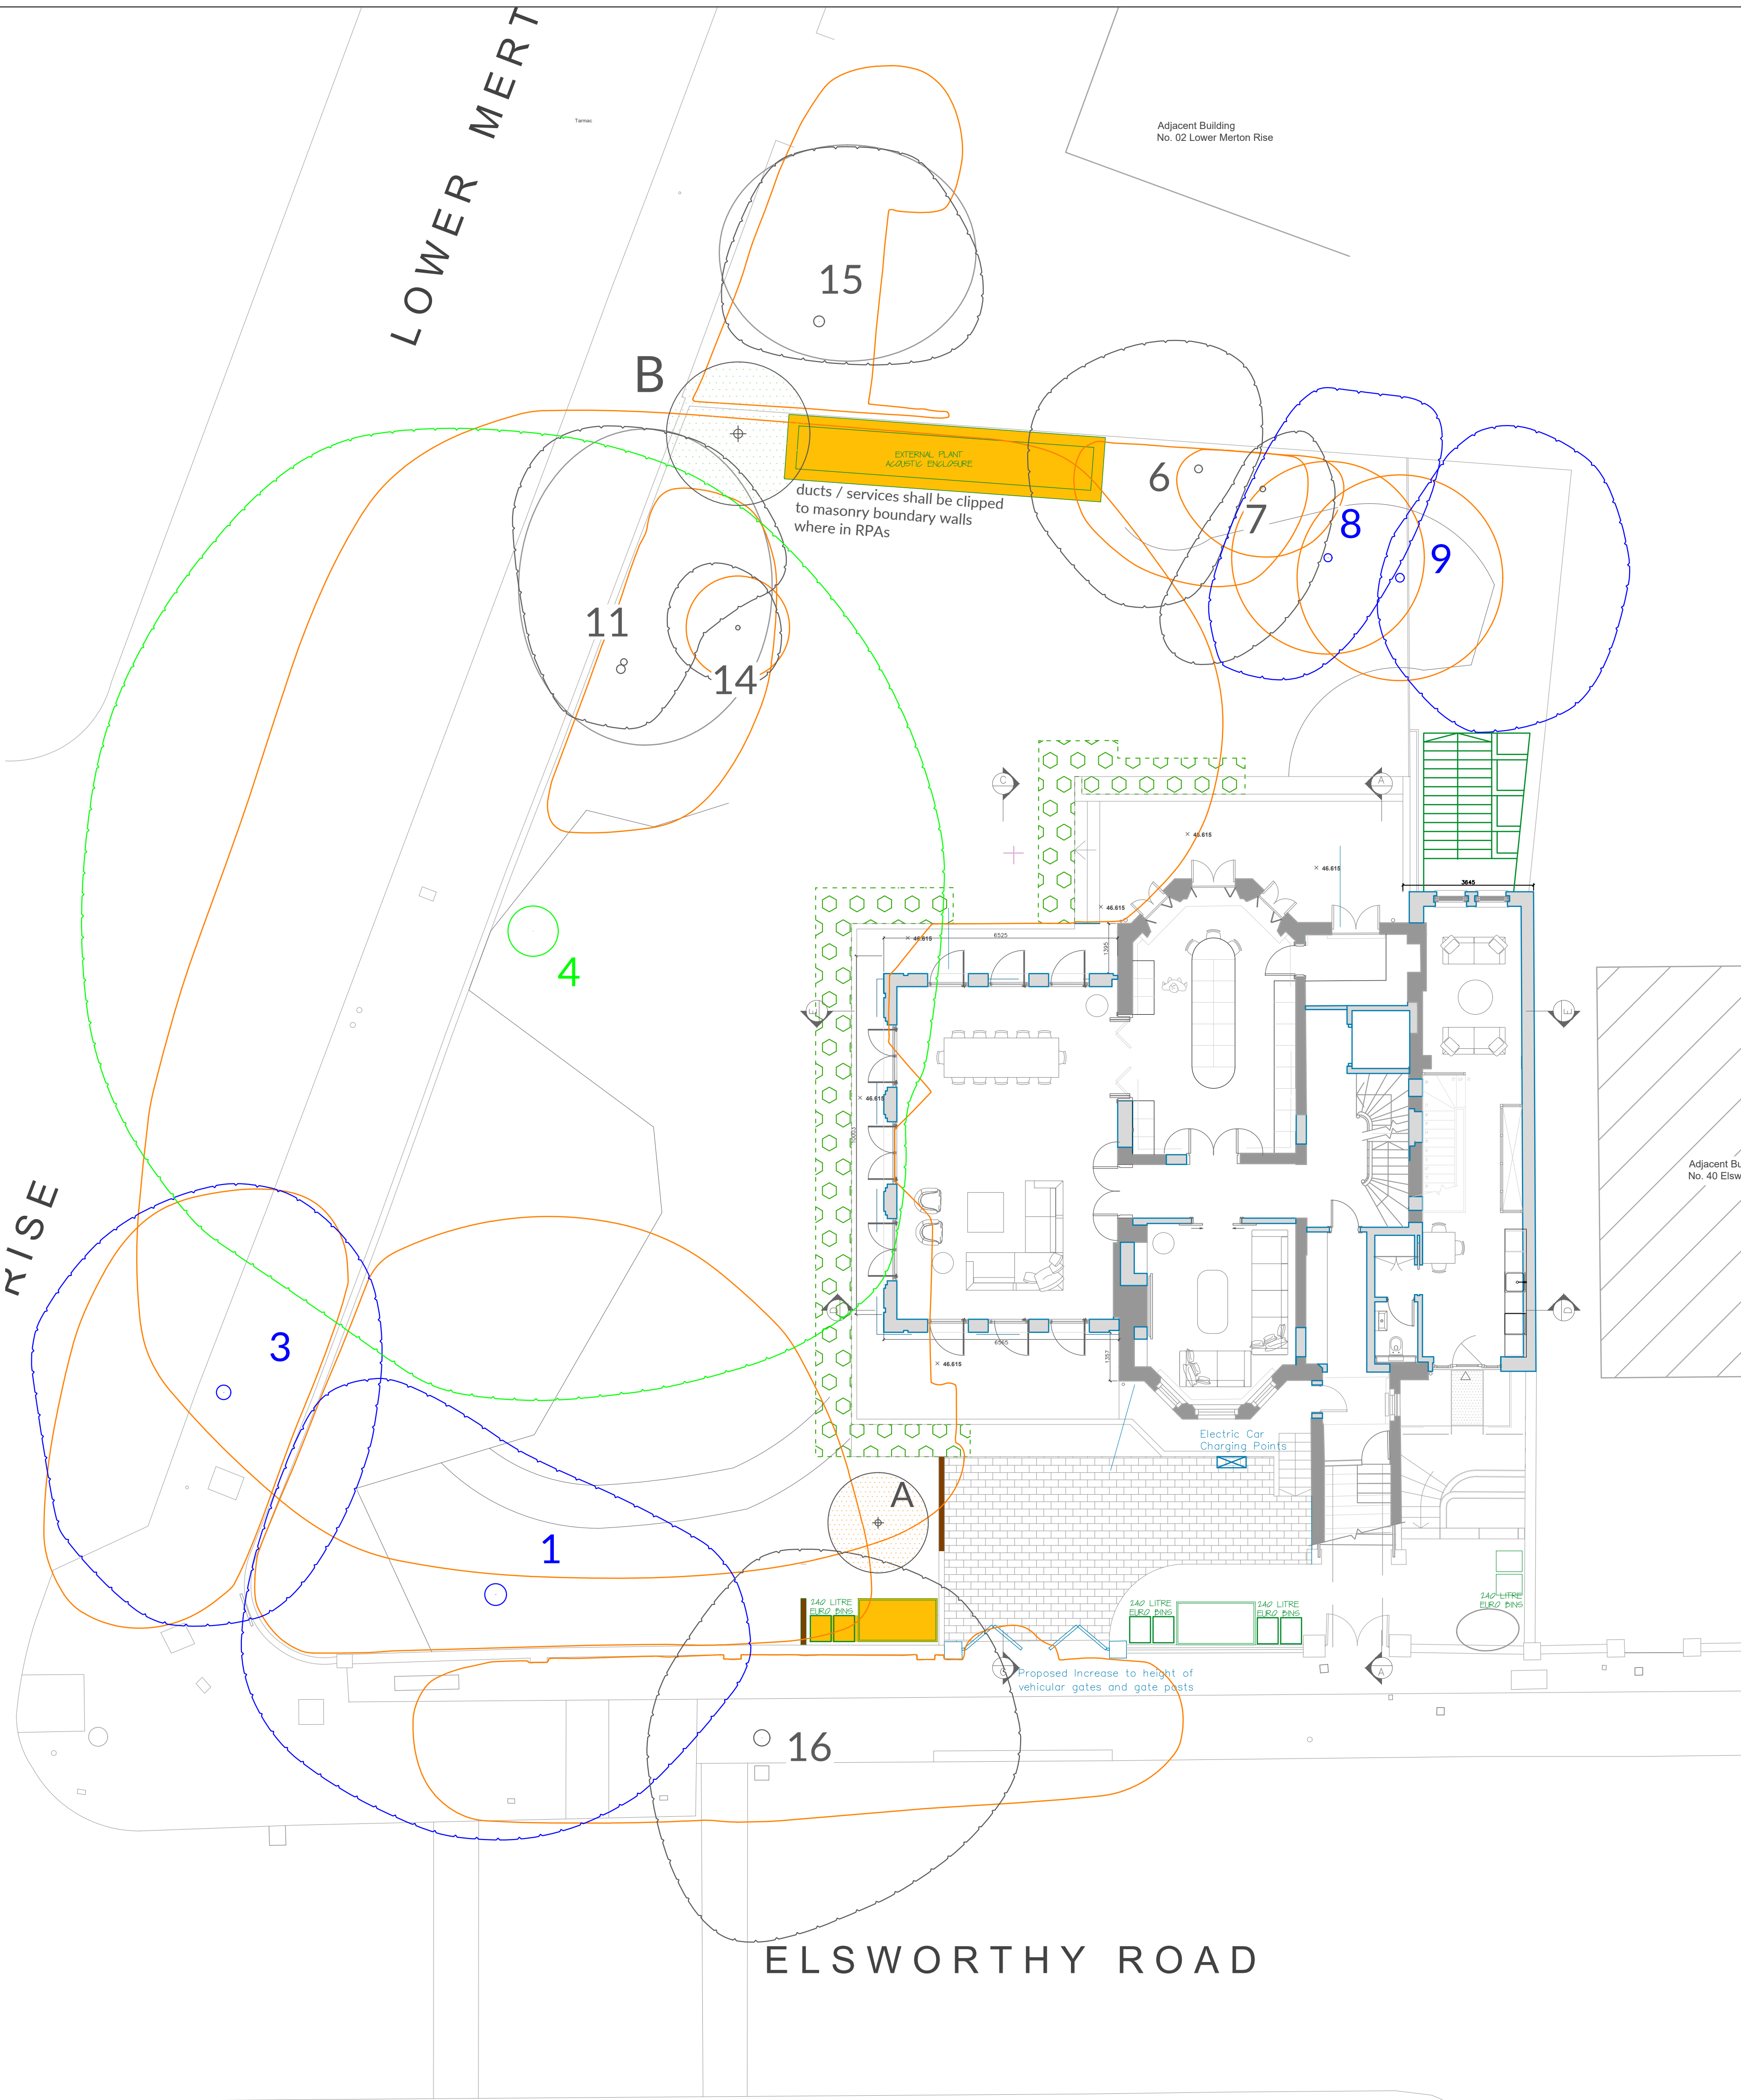 LOWER MERT
Tarmac
Adjacent Building
No. 02 Lower Merton Rise
15
B
EXTERNAL PLANT
ACOUSTIC ENCLOSURE
ducts / services shall be clipped
to masonry boundary walls
where in RPAs
6
7
8
9
11
14
C
A
46.615
46.615
3645
46.615
46.615
6525
1395
4
E
E
46.615
Adjacent Bu
No. 40 Elsw
RISE
3
D
D
6565
1357
46.615
Electric Car
Charging Points
A
1
240 LITRE
EURO BINS
240 LITRE
EURO BINS
240 LITRE
EURO BINS
240 LITRE
EURO BINS
C
A
Proposed Increase to height of
vehicular gates and gate posts
16
ELSWORTHY ROAD